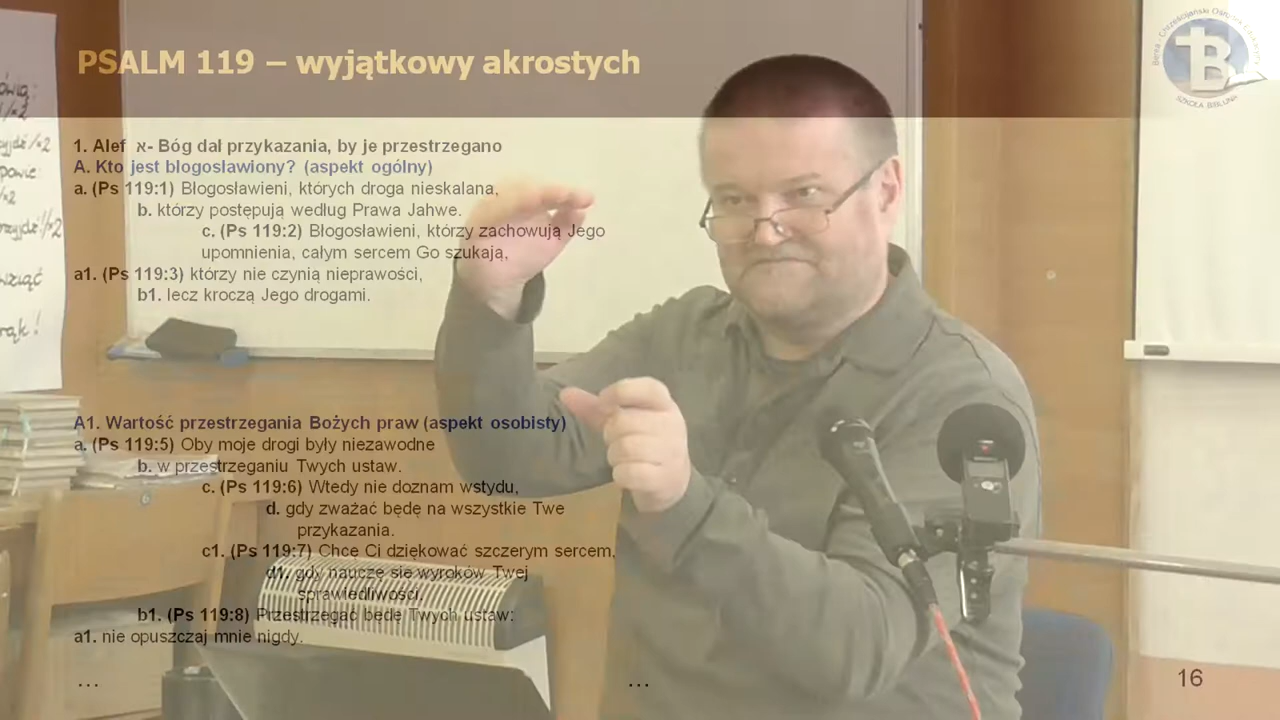 PSALM 119 – wyjątkowy akrostych
1. Alef א- Bóg dał przykazania, by je przestrzegano
A. Kto jest błogosławiony? (aspekt ogólny)
a. (Ps 119:1) Błogosławieni, których droga nieskalana,
b. którzy postępują według Prawa Jahwe.
c. (Ps 119:2) Błogosławieni, którzy zachowują Jego
upomnienia, całym sercem Go szukają,
a1. (Ps 119:3) którzy nie czynią nieprawości,
b1. lecz kroczą Jego drogami.
A1. Wartość przestrzegania Bożych praw (aspekt osobisty)
a. (Ps 119:5) Oby moje drogi były niezawodne
b. w przestrzeganiu Twych ustaw.
c. (Ps 119:6) Wtedy nie doznam wstydu,
d. gdy zważać będę na wszystkie Twe
przykazania.
c1. (Ps 119:7) Chcę Ci dziękować szczerym sercem,
d1. gdy nauczę się wyroków Twej
sprawiedliwości,
b1. (Ps 119:8) Przestrzegać będę Twych ustaw:
a1. nie opuszczaj mnie nigdy.
... ... 16
SZKOŁA BIBLIJNA